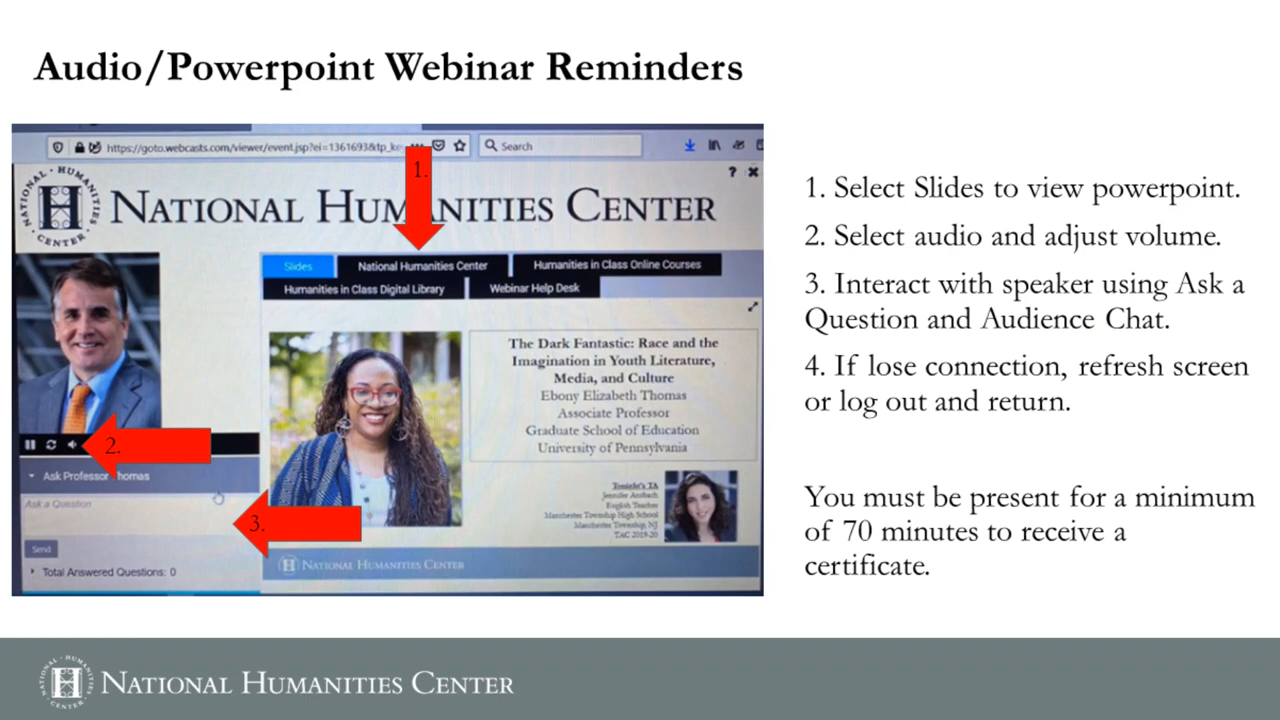 Audio/Powerpoint Webinar Reminders
https://goto.webcasts.com/viewer/event.jsp?ei=1361693&tp_ke
Search
1.
NATIONAL HUMANITIES CENTER
NATIONAL HUMANITIES CENTER
Slides
National Humanities Center
Humanities in Class Online Courses
Humanities in Class Digital Library
Webinar Help Desk
The Dark Fantastic: Race and the
Imagination in Youth Literature,
Media, and Culture
Ebony Elizabeth Thomas
Associate Professor
Graduate School of Education
University of Pennsylvania
2.
Ask Professor Thomas
Ask a Question
3.
Send
Total Answered Questions: 0
Tonight's TA
Jennifer Ansbach
English Teacher
Manchester Township High School
Manchester Township, NJ
TAC 2019-20
NATIONAL HUMANITIES CENTER
1. Select Slides to view powerpoint.
2. Select audio and adjust volume.
3. Interact with speaker using Ask a
Question and Audience Chat.
4. If lose connection, refresh screen
or log out and return.
You must be present for a minimum
of 70 minutes to receive a
certificate.
NATIONAL HUMANITIES CENTER
NATIONAL HUMANITIES CENTER